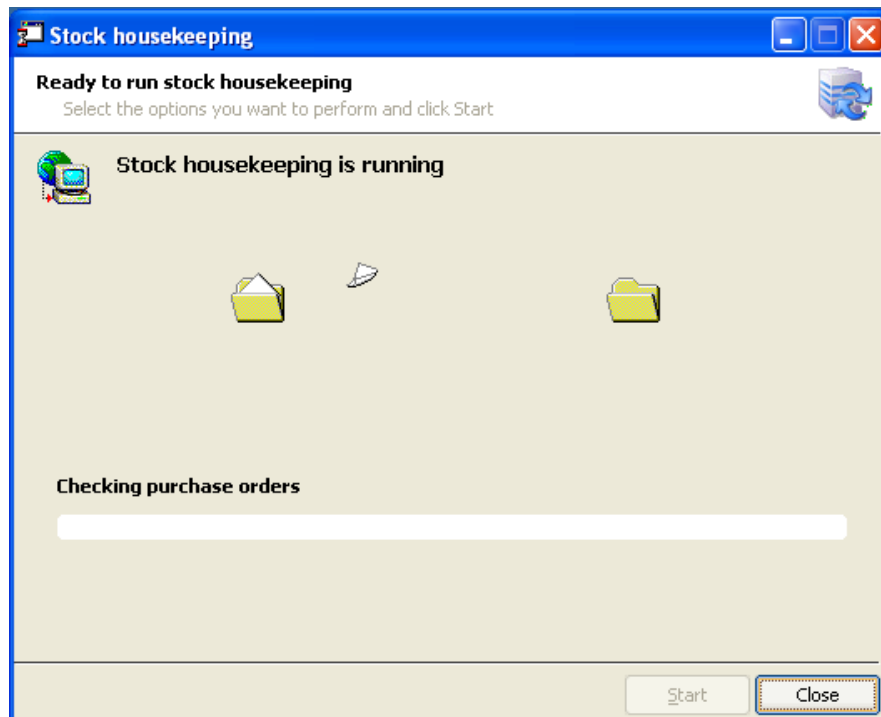 Stock housekeeping
Ready to run stock housekeeping
Select the options you want to perform and click Start
Stock housekeeping is running
Checking purchase orders
Start Close